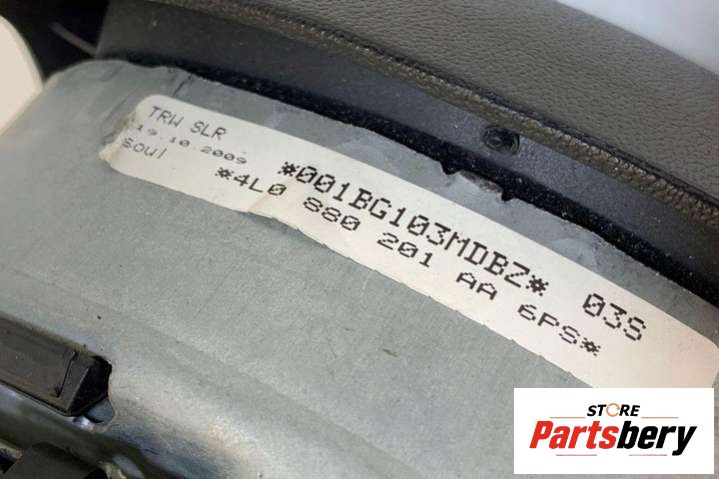 TRW SLR
19.10.2009
soul
*001BG103MDBZ* 03S
*4L0 880 201 AA 6PS*
STORE
Partsbery